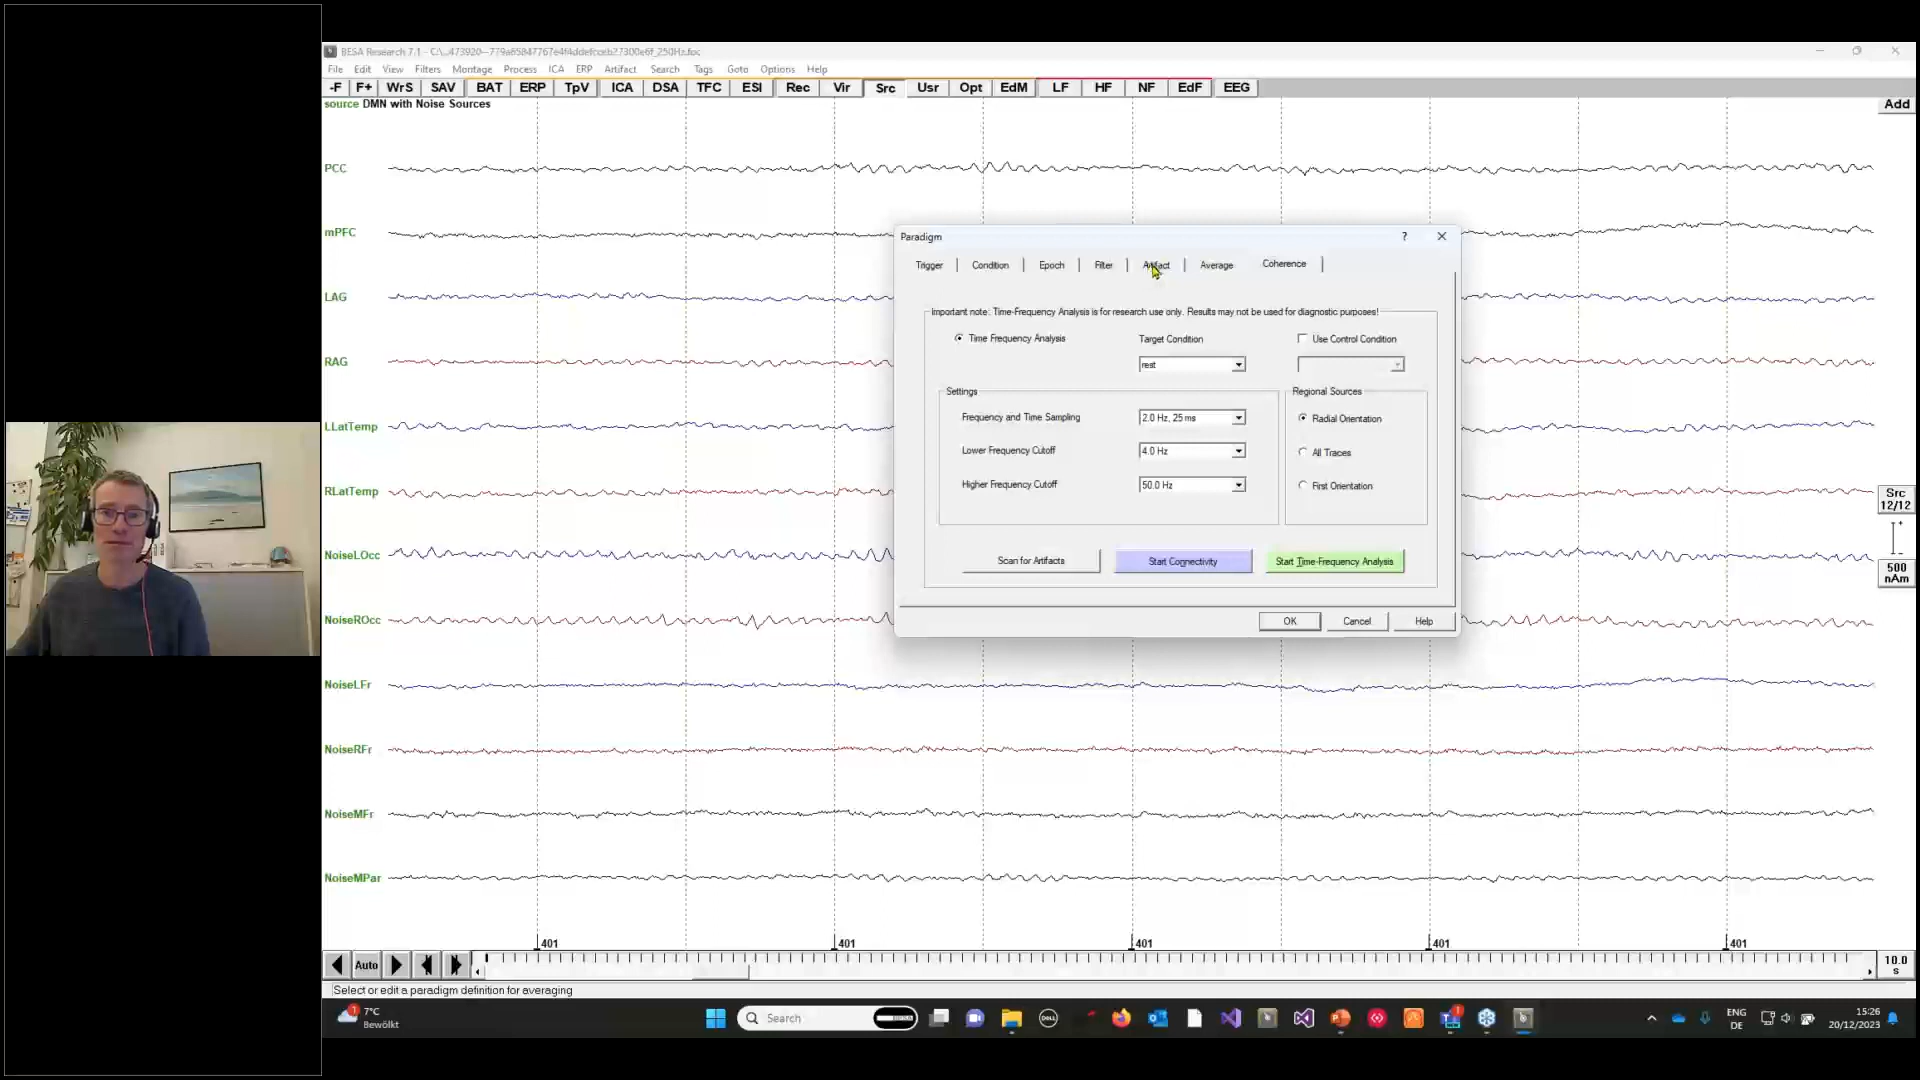 BESA Research 7.1 - C:\...473920--779a65847767e4f4ddefcceb27300e6f_250Hz.foc
File Edit View Filters Montage Process ICA ERP Artifact Search Tags Goto Options Help
-F F+ WrS SAV BAT ERP TpV ICA DSA TFC ESI Rec Vir Src Usr Opt EdM LF HF NF EdF EEG
source DMN with Noise Sources
Add
PCC
mPFC
LAG
RAG
LLatTemp
RLatTemp
NoiseLOcc
NoiseROcc
NoiseLFr
NoiseRFr
NoiseMFr
NoiseMPar
Paradigm
?
Trigger Condition Epoch Filter Artifact Average Coherence
Important note: Time-Frequency Analysis is for research use only. Results may not be used for diagnostic purposes!
Time Frequency Analysis Target Condition Use Control Condition
rest
Settings Regional Sources
Frequency and Time Sampling 2.0 Hz, 25 ms Radial Orientation
Lower Frequency Cutoff 4.0 Hz All Traces
Higher Frequency Cutoff 50.0 Hz First Orientation
Scan for Artifacts Start Connectivity Start Time-Frequency Analysis
OK Cancel Help
Src
12/12
500
nAm
401 401 401 401 401
Auto
10.0
s
Select or edit a paradigm definition for averaging
1
7°C
Bewölkt
Search
DELL
ENG
DE
15:26
20/12/2023